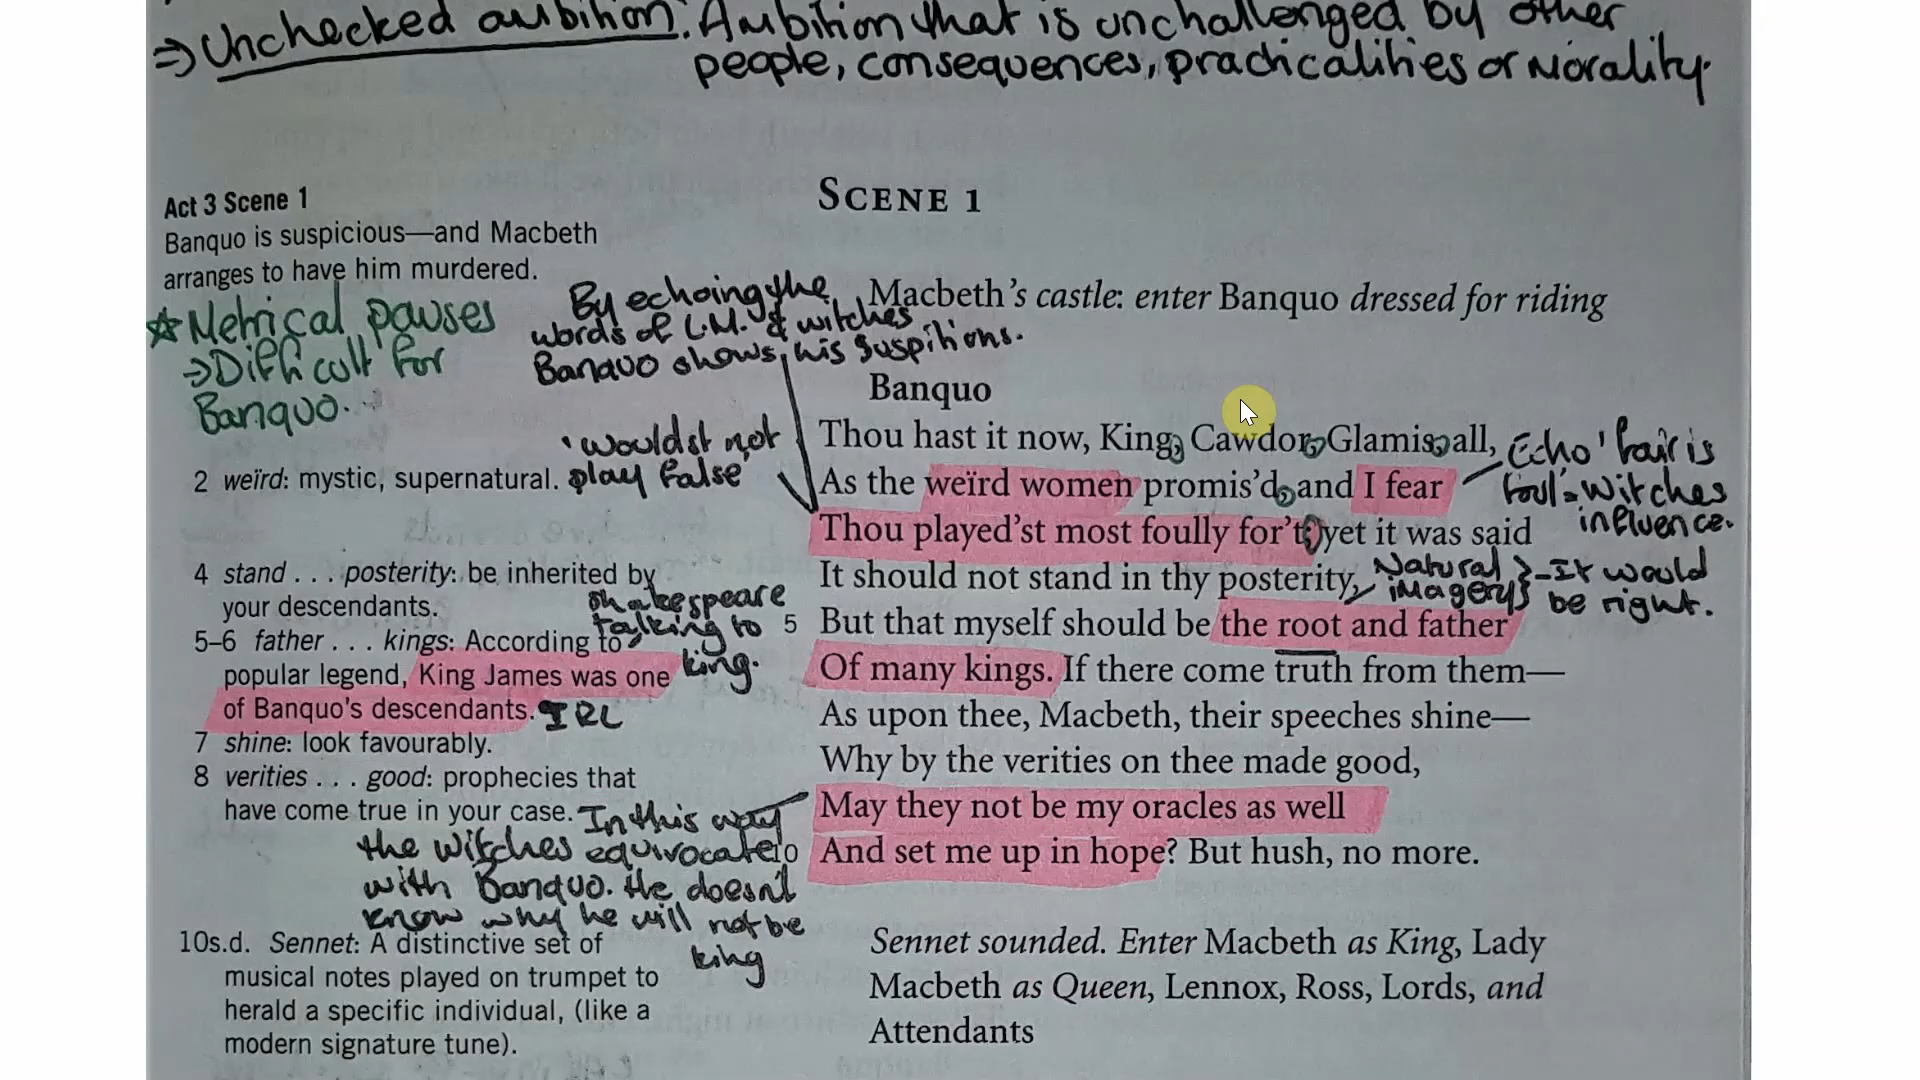 ⇒ Unchecked ambition: Ambition that is unchallenged by other
people, consequences, practicalities or Morality.
SCENE 1
Act 3 Scene 1
Banquo is suspicious—and Macbeth
arranges to have him murdered.
☆ Metrical pauses
→ Difficult for
Banquo.
By echoing the
words of L.M. & witches
Banquo shows his suspitions.
Macbeth's castle: enter Banquo dressed for riding
Banquo
'wouldst not
play false'
Thou hast it now, King, Cawdor, Glamis, all,
2 weïrd: mystic, supernatural.
As the weïrd women promis'd, and I fear
Echo 'fair is
foul' = witches
influence.
Thou played'st most foully for't; yet it was said
4 stand . . . posterity: be inherited by
your descendants.
It should not stand in thy posterity,
Natural
imagery
- It would
be right.
Shakespeare
talking to
king.
5 But that myself should be the root and father
5–6 father . . . kings: According to
popular legend, King James was one
of Banquo's descendants. IRL
Of many kings. If there come truth from them—
As upon thee, Macbeth, their speeches shine—
7 shine: look favourably.
Why by the verities on thee made good,
8 verities . . . good: prophecies that
have come true in your case.
May they not be my oracles as well
In this way
the witches equivocate
with Banquo. He doesn't
know why he will not be
king
10 And set me up in hope? But hush, no more.
10s.d. Sennet: A distinctive set of
musical notes played on trumpet to
herald a specific individual, (like a
modern signature tune).
Sennet sounded. Enter Macbeth as King, Lady
Macbeth as Queen, Lennox, Ross, Lords, and
Attendants